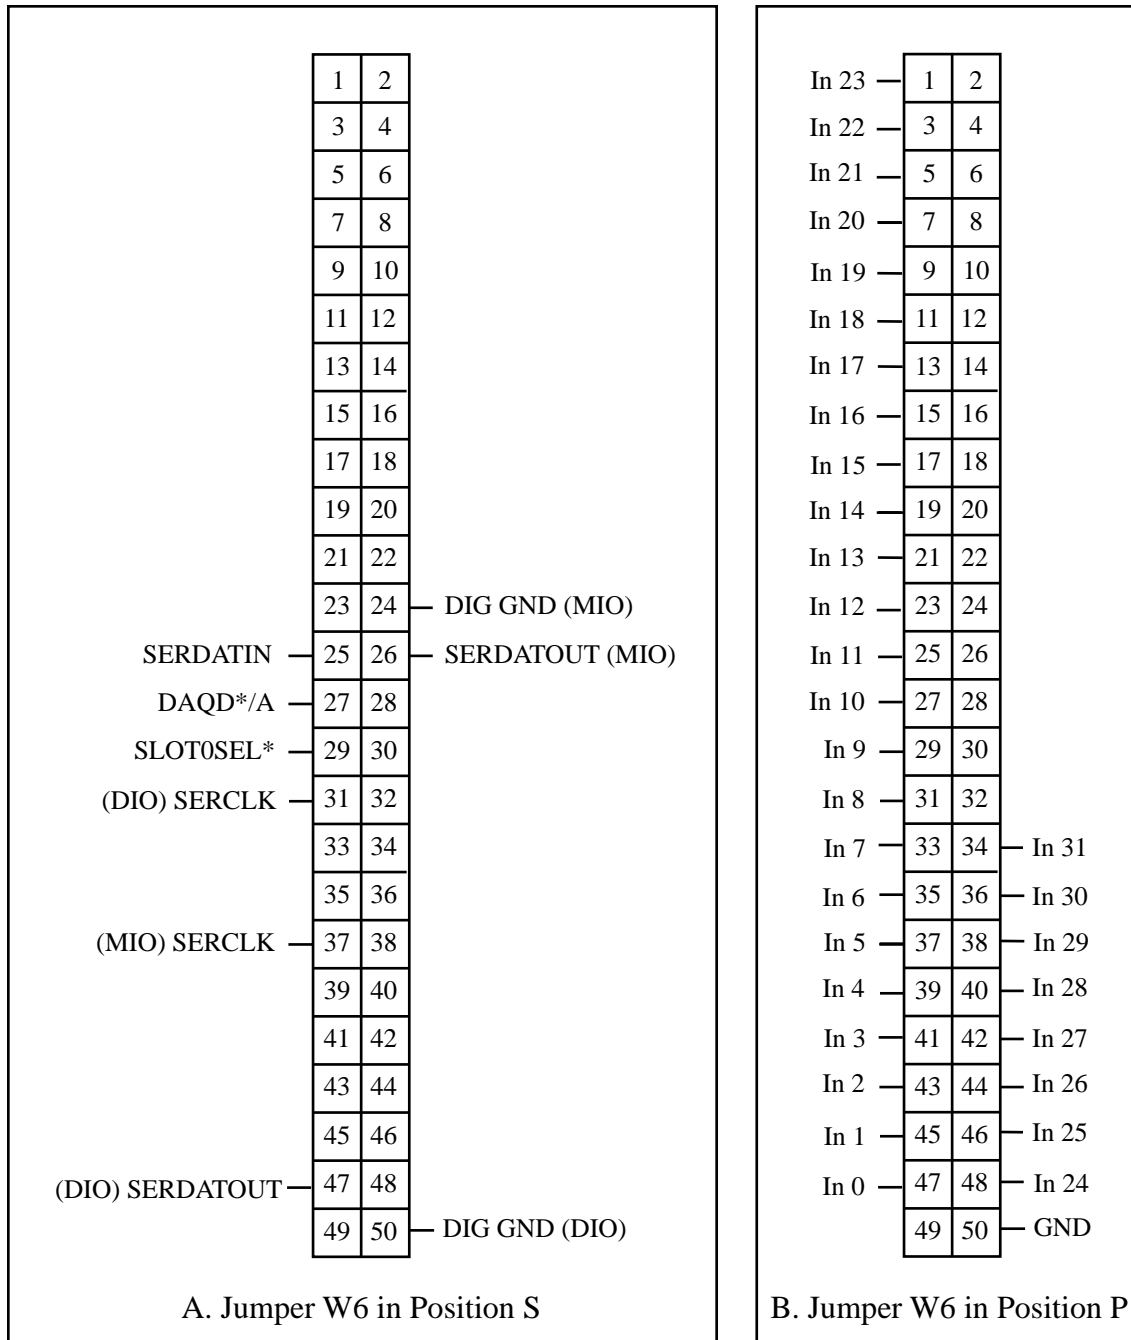 1 2
3 4
5 6
7 8
9 10
11 12
13 14
15 16
17 18
19 20
21 22
23 24 DIG GND (MIO)
SERDATIN 25 26 SERDATOUT (MIO)
DAQD*/A 27 28
SLOT0SEL* 29 30
(DIO) SERCLK 31 32
33 34
35 36
(MIO) SERCLK 37 38
39 40
41 42
43 44
45 46
(DIO) SERDATOUT 47 48
49 50 DIG GND (DIO)
A. Jumper W6 in Position S
In 23 1 2
In 22 3 4
In 21 5 6
In 20 7 8
In 19 9 10
In 18 11 12
In 17 13 14
In 16 15 16
In 15 17 18
In 14 19 20
In 13 21 22
In 12 23 24
In 11 25 26
In 10 27 28
In 9 29 30
In 8 31 32
In 7 33 34 In 31
In 6 35 36 In 30
In 5 37 38 In 29
In 4 39 40 In 28
In 3 41 42 In 27
In 2 43 44 In 26
In 1 45 46 In 25
In 0 47 48 In 24
49 50 GND
B. Jumper W6 in Position P